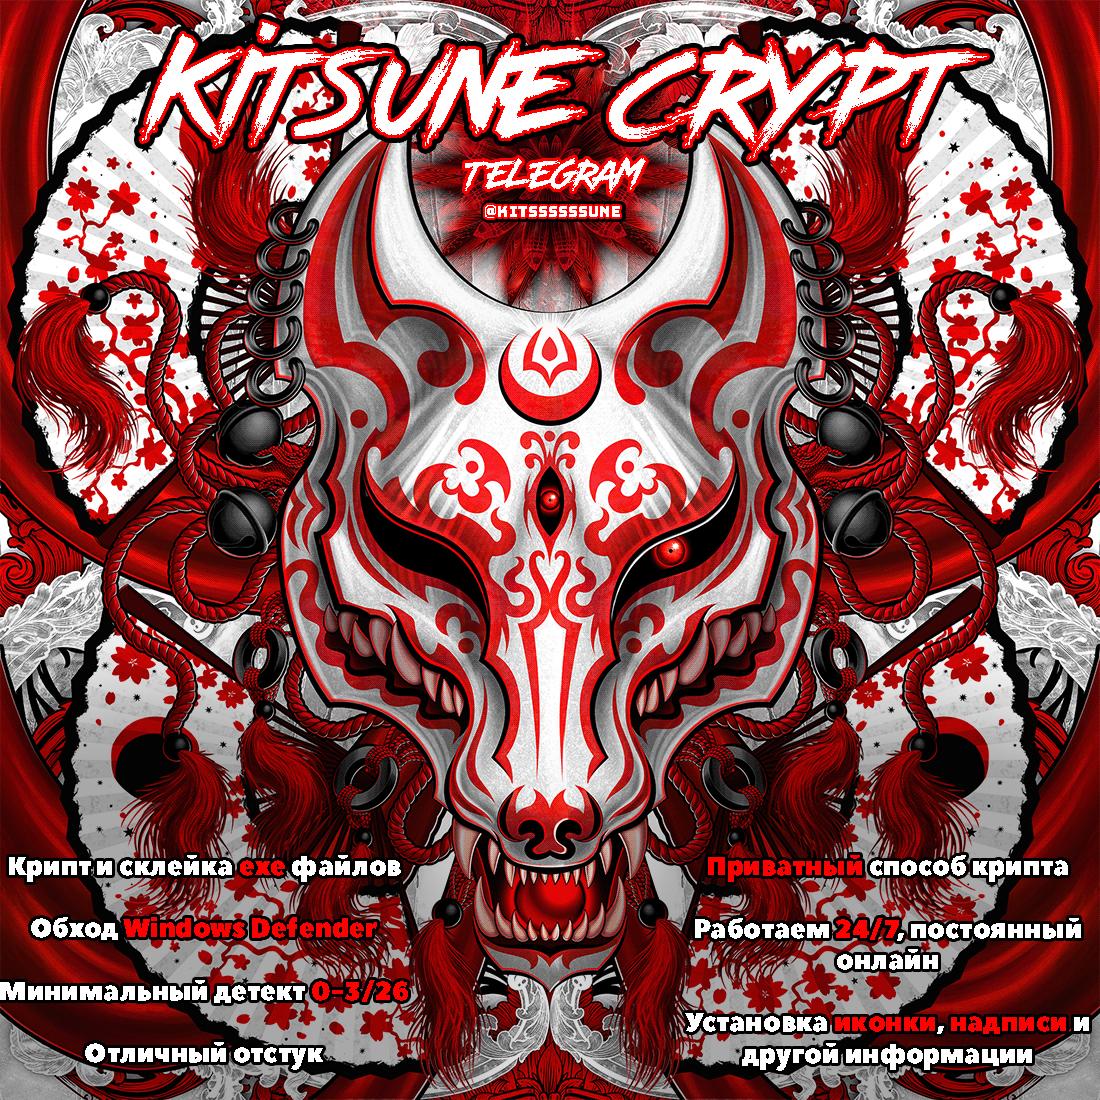 KITSUNE CRYPT
TELEGRAM
@KITSSSSSSUNE
Крипт и склейка exe файлов
Обход Windows Defender
Минимальный детект 0-3/26
Отличный отстук
Приватный способ крипта
Работаем 24/7, постоянный
онлайн
Установка иконки, надписи и
другой информации